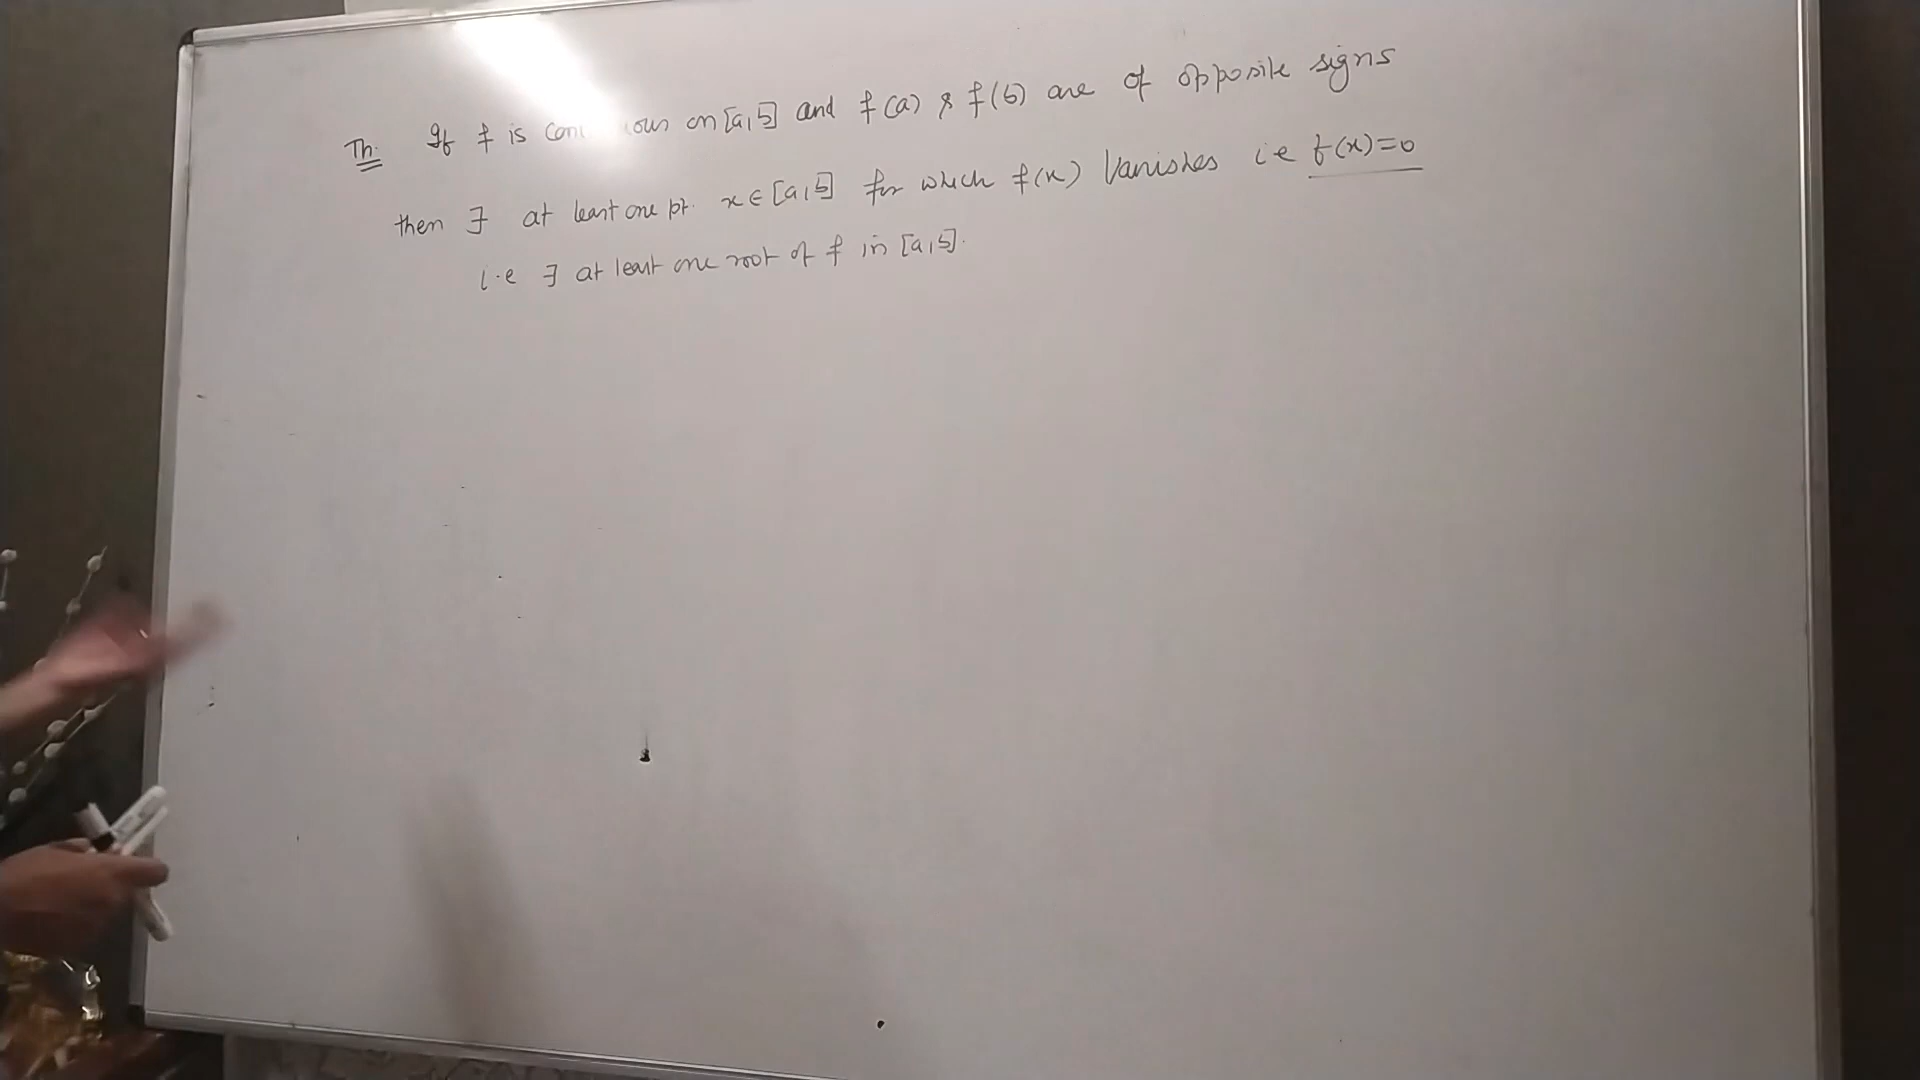 Th. If f is con ous on [a,b] and f(a) & f(b) are of opposite signs
then ∃ at least one pt. x∈[a,b] for which f(x) vanishes i.e f(x)=0
i.e ∃ at least one root of f in [a,b].